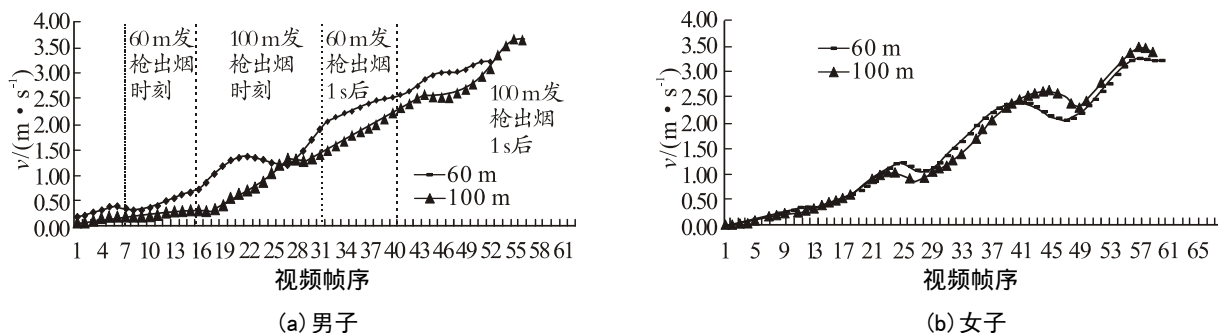 v/(m·s⁻¹)
4.00
3.50
3.00
2.50
2.00
1.50
1.00
0.50
0.00
60 m发
枪出烟
时刻
100 m发
枪出烟
时刻
60 m发
枪出烟
1 s后
100 m发
枪出烟
1 s后
60 m
100 m
1 4 7 10 13 16 19 22 25 28 31 34 37 40 43 46 49 52 55 58 61
视频帧序
(a) 男子
v/(m·s⁻¹)
4.00
3.50
3.00
2.50
2.00
1.50
1.00
0.50
0.00
60 m
100 m
1 5 9 13 17 21 25 29 33 37 41 45 49 53 57 61 65
视频帧序
(b) 女子